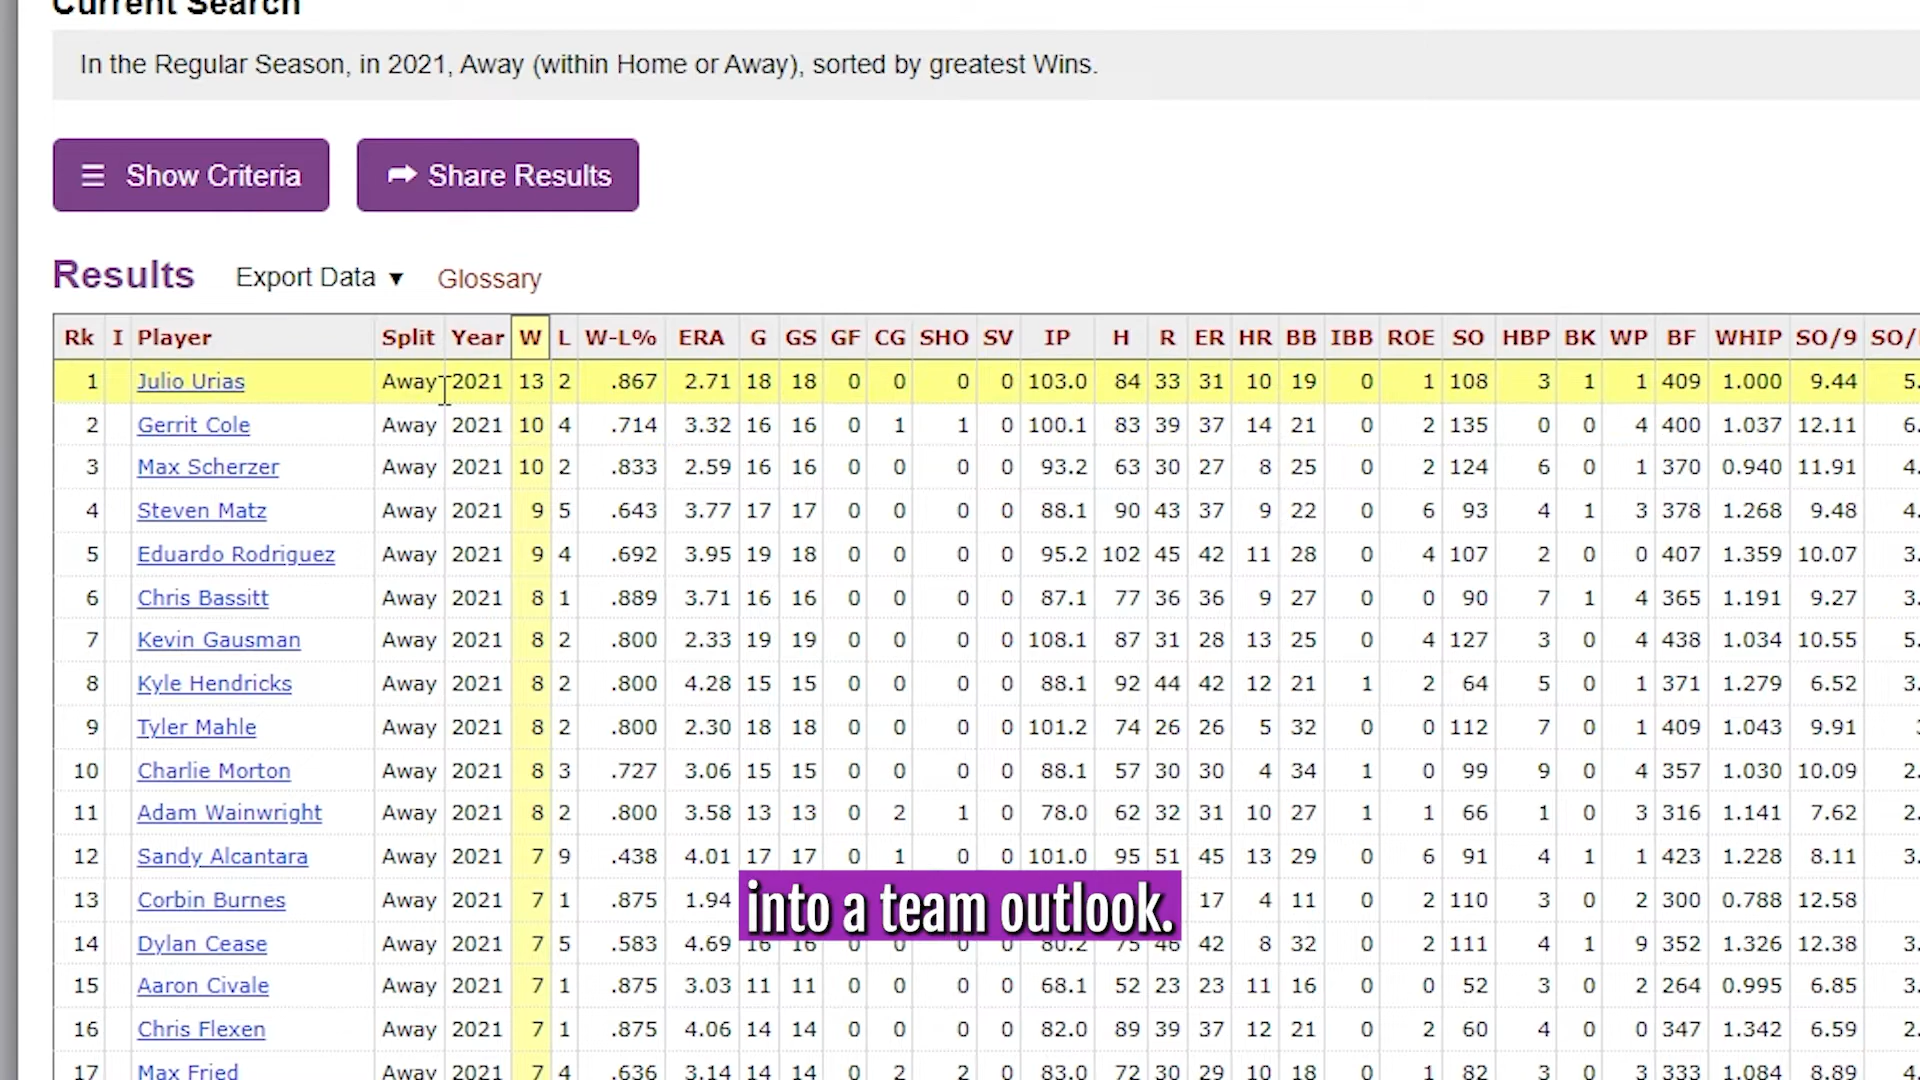 Current Search
In the Regular Season, in 2021, Away (within Home or Away), sorted by greatest Wins.
Show Criteria Share Results
Results Export Data ▼ Glossary
Rk I Player Split Year W L W-L% ERA G GS GF CG SHO SV IP H R ER HR BB IBB ROE SO HBP BK WP BF WHIP SO/9 SO/
1 Julio Urias Away 2021 13 2 .867 2.71 18 18 0 0 0 0 103.0 84 33 31 10 19 0 1 108 3 1 1 409 1.000 9.44 5.
2 Gerrit Cole Away 2021 10 4 .714 3.32 16 16 0 1 1 0 100.1 83 39 37 14 21 0 2 135 0 0 4 400 1.037 12.11 6.
3 Max Scherzer Away 2021 10 2 .833 2.59 16 16 0 0 0 0 93.2 63 30 27 8 25 0 2 124 6 0 1 370 0.940 11.91 4.
4 Steven Matz Away 2021 9 5 .643 3.77 17 17 0 0 0 0 88.1 90 43 37 9 22 0 6 93 4 1 3 378 1.268 9.48 4.
5 Eduardo Rodriguez Away 2021 9 4 .692 3.95 19 18 0 0 0 0 95.2 102 45 42 11 28 0 4 107 2 0 0 407 1.359 10.07 3.
6 Chris Bassitt Away 2021 8 1 .889 3.71 16 16 0 0 0 0 87.1 77 36 36 9 27 0 0 90 7 1 4 365 1.191 9.27 3.
7 Kevin Gausman Away 2021 8 2 .800 2.33 19 19 0 0 0 0 108.1 87 31 28 13 25 0 4 127 3 0 4 438 1.034 10.55 5.
8 Kyle Hendricks Away 2021 8 2 .800 4.28 15 15 0 0 0 0 88.1 92 44 42 12 21 1 2 64 5 0 1 371 1.279 6.52 3.
9 Tyler Mahle Away 2021 8 2 .800 2.30 18 18 0 0 0 0 101.2 74 26 26 5 32 0 0 112 7 0 1 409 1.043 9.91
10 Charlie Morton Away 2021 8 3 .727 3.06 15 15 0 0 0 0 88.1 57 30 30 4 34 1 0 99 9 0 4 357 1.030 10.09 2.
11 Adam Wainwright Away 2021 8 2 .800 3.58 13 13 0 2 1 0 78.0 62 32 31 10 27 1 1 66 1 0 3 316 1.141 7.62 2.
12 Sandy Alcantara Away 2021 7 9 .438 4.01 17 17 0 1 0 0 101.0 95 51 45 13 29 0 6 91 4 1 1 423 1.228 8.11 3.
13 Corbin Burnes Away 2021 7 1 .875 1.94 17 4 11 0 2 110 3 0 2 300 0.788 12.58
into a team outlook.
14 Dylan Cease Away 2021 7 5 .583 4.69 16 16 0 0 0 0 80.2 75 46 42 8 32 0 2 111 4 1 9 352 1.326 12.38 3.
15 Aaron Civale Away 2021 7 1 .875 3.03 11 11 0 0 0 0 68.1 52 23 23 11 16 0 0 52 3 0 2 264 0.995 6.85 3.
16 Chris Flexen Away 2021 7 1 .875 4.06 14 14 0 0 0 0 82.0 89 39 37 12 21 0 2 60 4 0 0 347 1.342 6.59 2.
17 Max Fried Away 2021 7 4 .636 3.14 14 14 0 2 2 0 83.0 72 30 29 10 18 0 1 82 3 0 3 333 1.084 8.89 4.